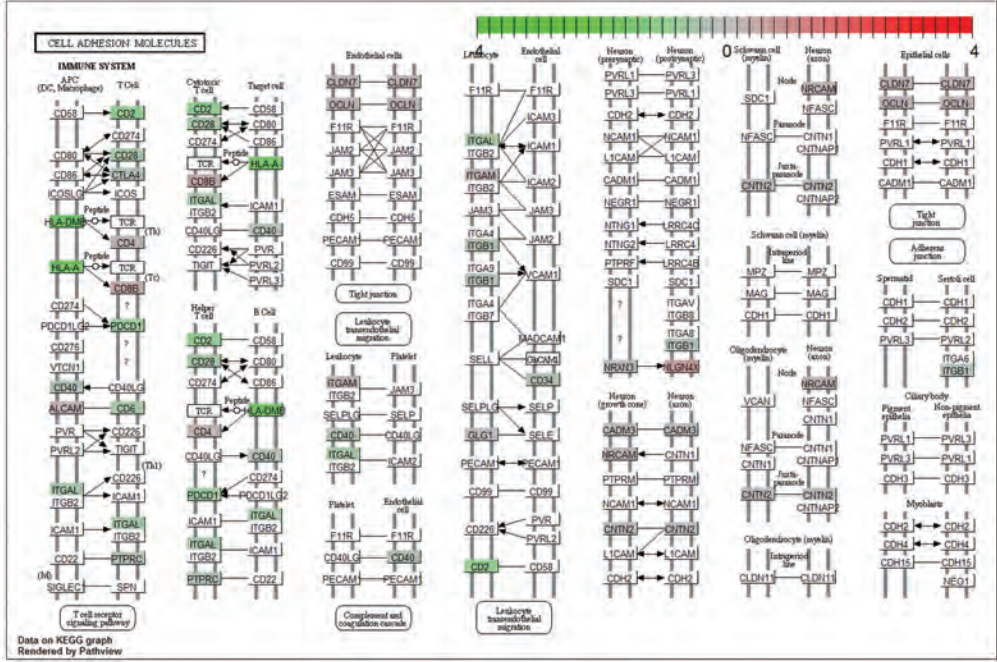 CELL ADHESION MOLECULES
-4 0 4
IMMUNE SYSTEM
APC
(DC, Macrophage)
T Cell
CD58 CD2
CD274
CD80 CD28
CD86 CTLA4
ICOSLG ICOS
Peptide
HLA-DMB TCR
(Th)
CD4
Peptide
HLA-A TCR
(Tc)
CD8B
CD274 ?
PDCD1LG2 PDCD1
CD276 ?
VTCN1 ?
CD40 CD40LG
ALCAM CD6
PVR CD226
PVRL2 TIGIT
(Th1)
CD226
ITGAL
ITGB2 ICAM1
ICAM1 ITGAL
ITGB2
CD22 PTPRC
(M)
SIGLEC1 SPN
T cell receptor
signaling pathway
Cytotoxic
T cell
Target cell
CD2 CD58
CD28 CD80
CD274 CD86
Peptide
TCR HLA-A
CD8B
ITGAL
ITGB2 ICAM1
CD40LG CD40
CD226 PVR
TIGIT PVRL2
PVRL3
Helper
T cell
B Cell
CD2 CD58
CD28 CD80
CD274 CD86
Peptide
TCR HLA-DMB
CD4
CD40LG CD40
? CD274
PDCD1 PDCD1LG2
ICAM1 ITGAL
ITGB2
ITGAL
ITGB2 ICAM1
PTPRC CD22
Endothelial cells
CLDN7 CLDN7
OCLN OCLN
F11R F11R
JAM2 JAM2
JAM3 JAM3
ESAM ESAM
CDH5 CDH5
PECAM1 PECAM1
CD99 CD99
Tight junction
Leukocyte
transendothelial
migration
Leukocyte Platelet
ITGAM
ITGB2 JAM3
SELPLG SELP
CD40 CD40LG
ITGAL
ITGB2 ICAM2
Platelet Endothelial
cell
F11R F11R
CD40LG CD40
PECAM1 PECAM1
Complement and
coagulation cascade
Leukocyte Endothelial
cell
F11R F11R
ICAM3
ITGAL
ITGB2 ICAM1
ITGAM
ITGB2 ICAM2
JAM3 JAM3
ITGA4
ITGB1 JAM2
ITGA9
ITGB1 VCAM1
ITGA4
ITGB7
MADCAM1
SELL GLYCAM1
CD34
SELPLG SELP
GLG1 SELE
PECAM1 PECAM1
CD99 CD99
CD226 PVR
PVRL2
CD2 CD58
Leukocyte
transendothelial
migration
Neuron
(presynaptic)
Neuron
(postsynaptic)
PVRL1 PVRL3
PVRL3 PVRL1
CDH2 CDH2
NCAM1 NCAM1
L1CAM L1CAM
CADM1 CADM1
NEGR1 NEGR1
NTNG1 LRRC4C
NTNG2 LRRC4
PTPRF LRRC4B
SDC1 SDC1
? ITGAV
ITGB8
ITGA8
? ITGB1
NRXN3 NLGN4X
Neuron
(growth cone)
Neuron
(axon)
CADM3 CADM3
NRCAM CNTN1
PTPRM PTPRM
NCAM1 NCAM1
CNTN2 CNTN2
L1CAM L1CAM
CDH2 CDH2
Schwann cell
(myelin)
Neuron
(axon)
Node
NRCAM
SDC1 NFASC
Paranode
NFASC CNTN1
CNTNAP1
Juxta-
paranode
CNTN2 CNTN2
CNTNAP2
Schwann cell (myelin)
Intraperiod
line
MPZ MPZ
MAG MAG
CDH1 CDH1
Oligodendrocyte
(myelin)
Neuron
(axon)
Node
NRCAM
VCAN NFASC
Paranode
CNTN1
NFASC
CNTN1 CNTNAP1
Juxta-
paranode
CNTN2 CNTN2
CNTNAP2
Oligodendrocyte (myelin)
Intraperiod
line
CLDN11 CLDN11
Epithelial cells
CLDN7 CLDN7
OCLN OCLN
F11R F11R
PVRL1 PVRL1
CDH1 CDH1
CADM1 CADM1
Tight
junction
Adherens
junction
Spermatid Sertoli cell
CDH1 CDH1
CDH2 CDH2
PVRL3 PVRL2
ITGA6
ITGB1
Ciliary body
Pigment
epithelia
Non-pigment
epithelia
PVRL1 PVRL3
PVRL3 PVRL1
CDH3 CDH3
Myoblasts
CDH2 CDH2
CDH4 CDH4
CDH15 CDH15
NEO1
Data on KEGG graph
Rendered by Pathview